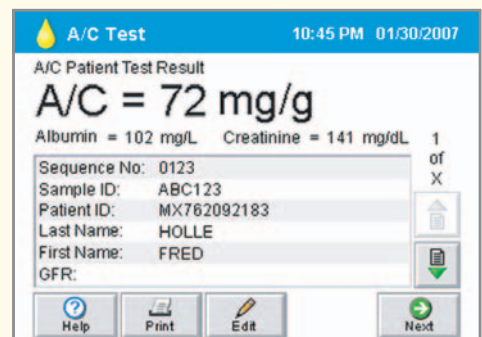 A/C Test 10:45 PM 01/30/2007
A/C Patient Test Result
A/C = 72 mg/g
Albumin = 102 mg/L Creatinine = 141 mg/dL
1
of
X
Sequence No: 0123
Sample ID: ABC123
Patient ID: MX762092183
Last Name: HOLLE
First Name: FRED
GFR:
Help Print Edit Next